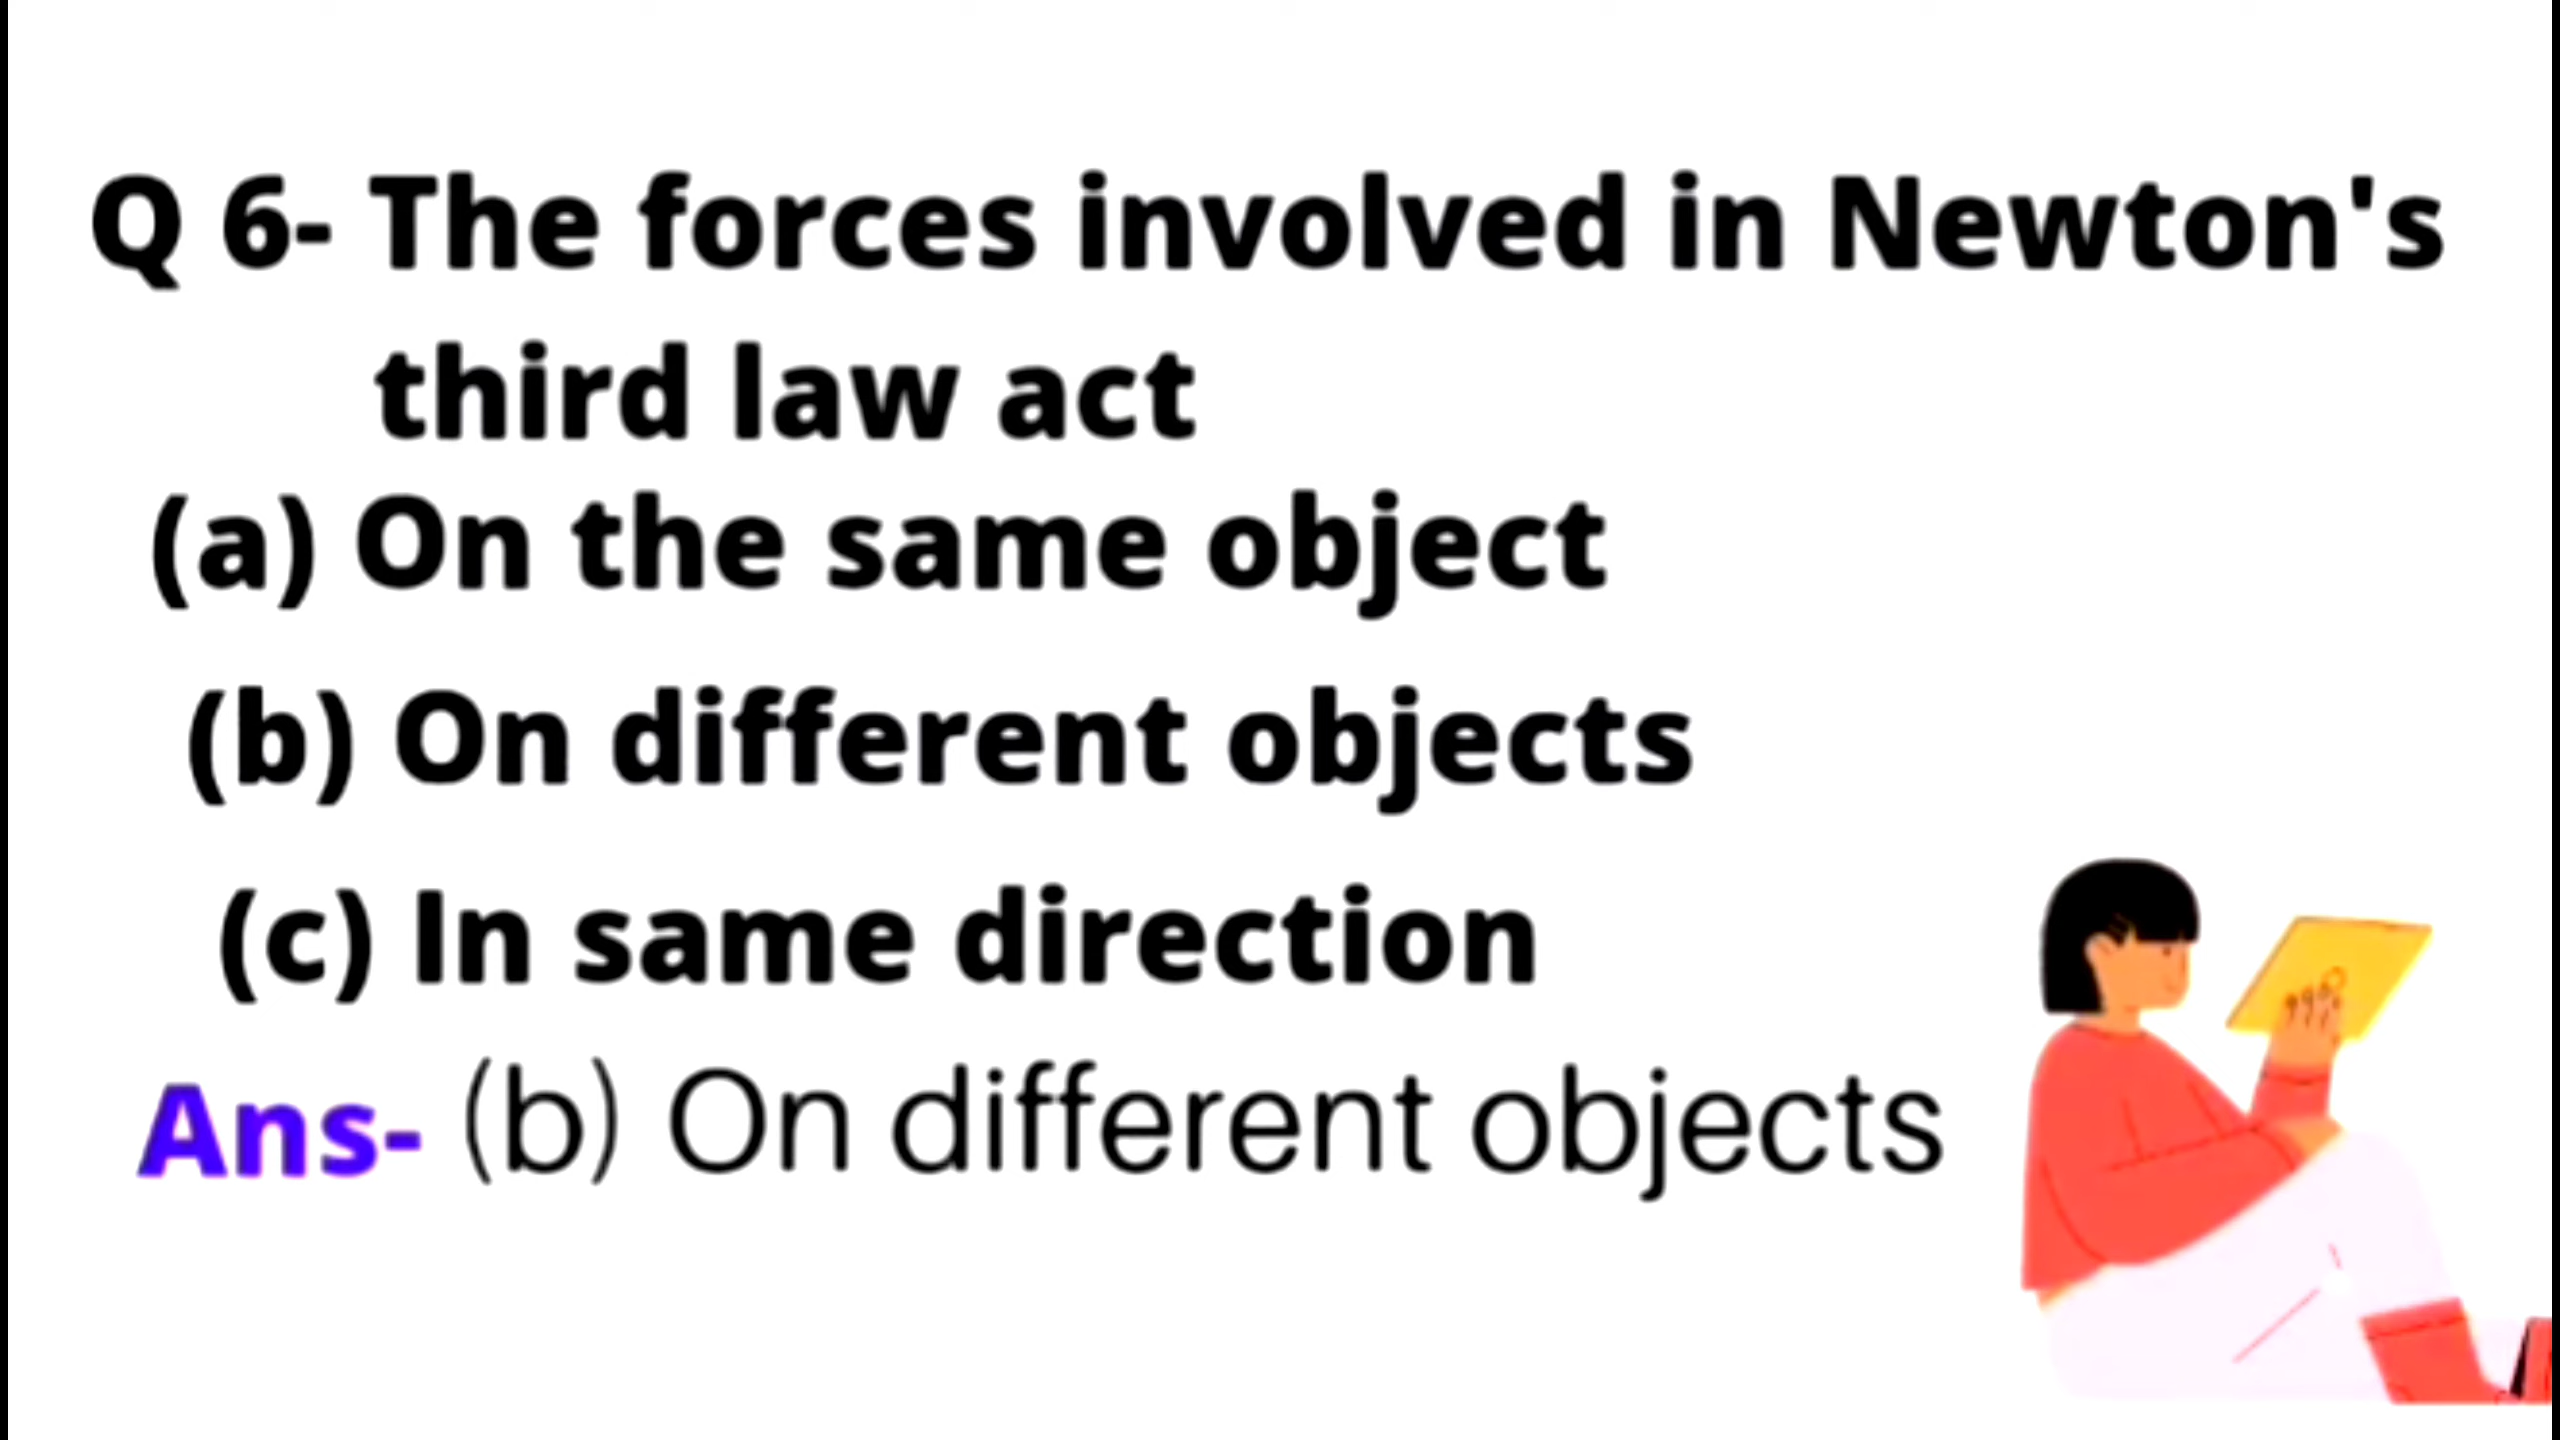 Q 6- The forces involved in Newton's
third law act
(a) On the same object
(b) On different objects
(c) In same direction
Ans- (b) On different objects